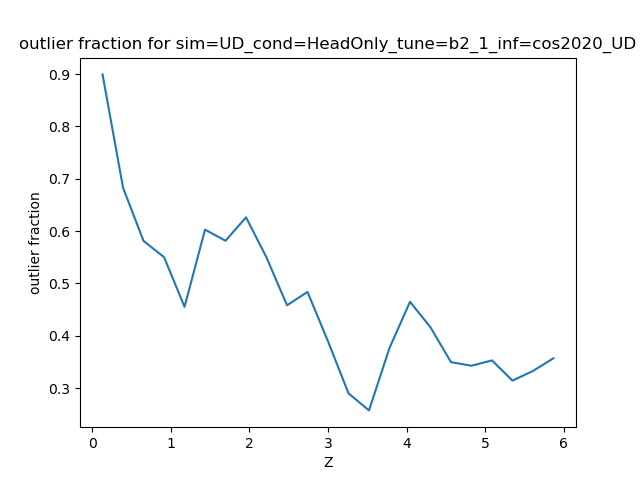 outlier fraction for sim=UD_cond=HeadOnly_tune=b2_1_inf=cos2020_UD
0.9
0.8
0.7
0.6
0.5
0.4
0.3
outlier fraction
0 1 2 3 4 5 6
Z